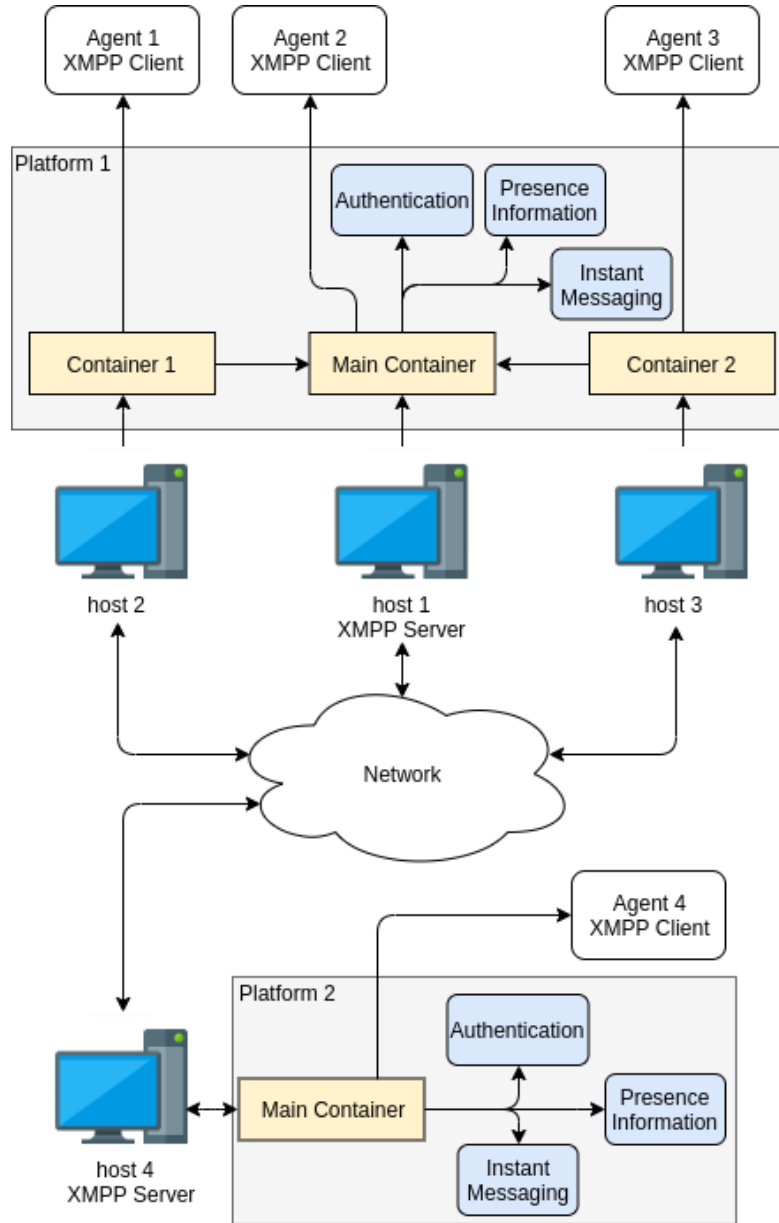 Agent 1
XMPP Client
Agent 2
XMPP Client
Agent 3
XMPP Client
Platform 1
Authentication
Presence
Information
Instant
Messaging
Container 1
Main Container
Container 2
host 2
host 1
XMPP Server
host 3
Network
Agent 4
XMPP Client
Platform 2
Authentication
Main Container
Presence
Information
Instant
Messaging
host 4
XMPP Server